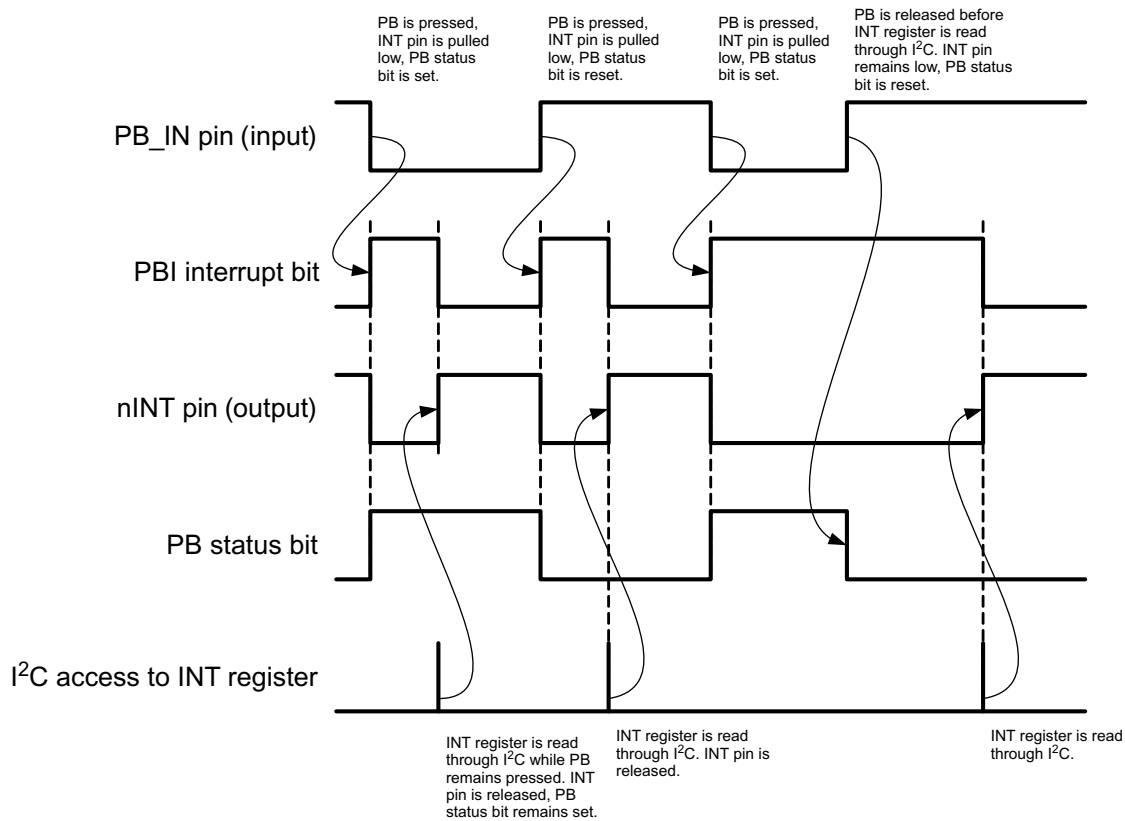 PB is pressed,
INT pin is pulled
low, PB status
bit is set.
PB is pressed,
INT pin is pulled
low, PB status
bit is reset.
PB is pressed,
INT pin is pulled
low, PB status
bit is set.
PB is released before
INT register is read
through I²C. INT pin
remains low, PB status
bit is reset.
PB_IN pin (input)
PBI interrupt bit
nINT pin (output)
PB status bit
I²C access to INT register
INT register is read
through I²C while PB
remains pressed. INT
pin is released, PB
status bit remains set.
INT register is read
through I²C. INT pin is
released.
INT register is read
through I²C.